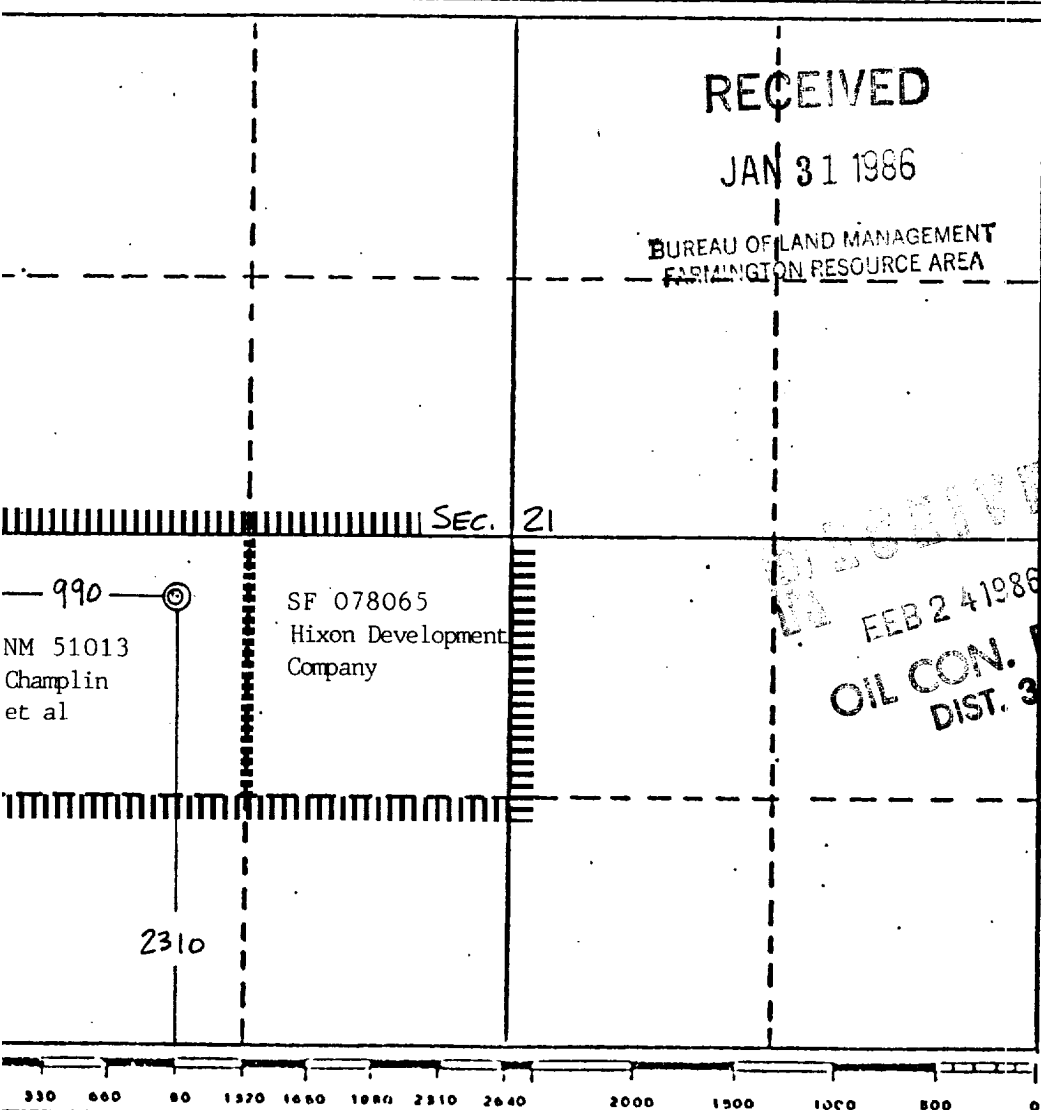 RECEIVED
JAN 31 1986
BUREAU OF LAND MANAGEMENT
FARMINGTON RESOURCE AREA
SEC. 21
990
SF 078065
Hixon Development
Company
NM 51013
Champlin
et al
FEB 24 1986
OIL CON.
DIST. 3
2310
330 660 90 1320 1650 1980 2310 2640 2000 1500 1000 500 0